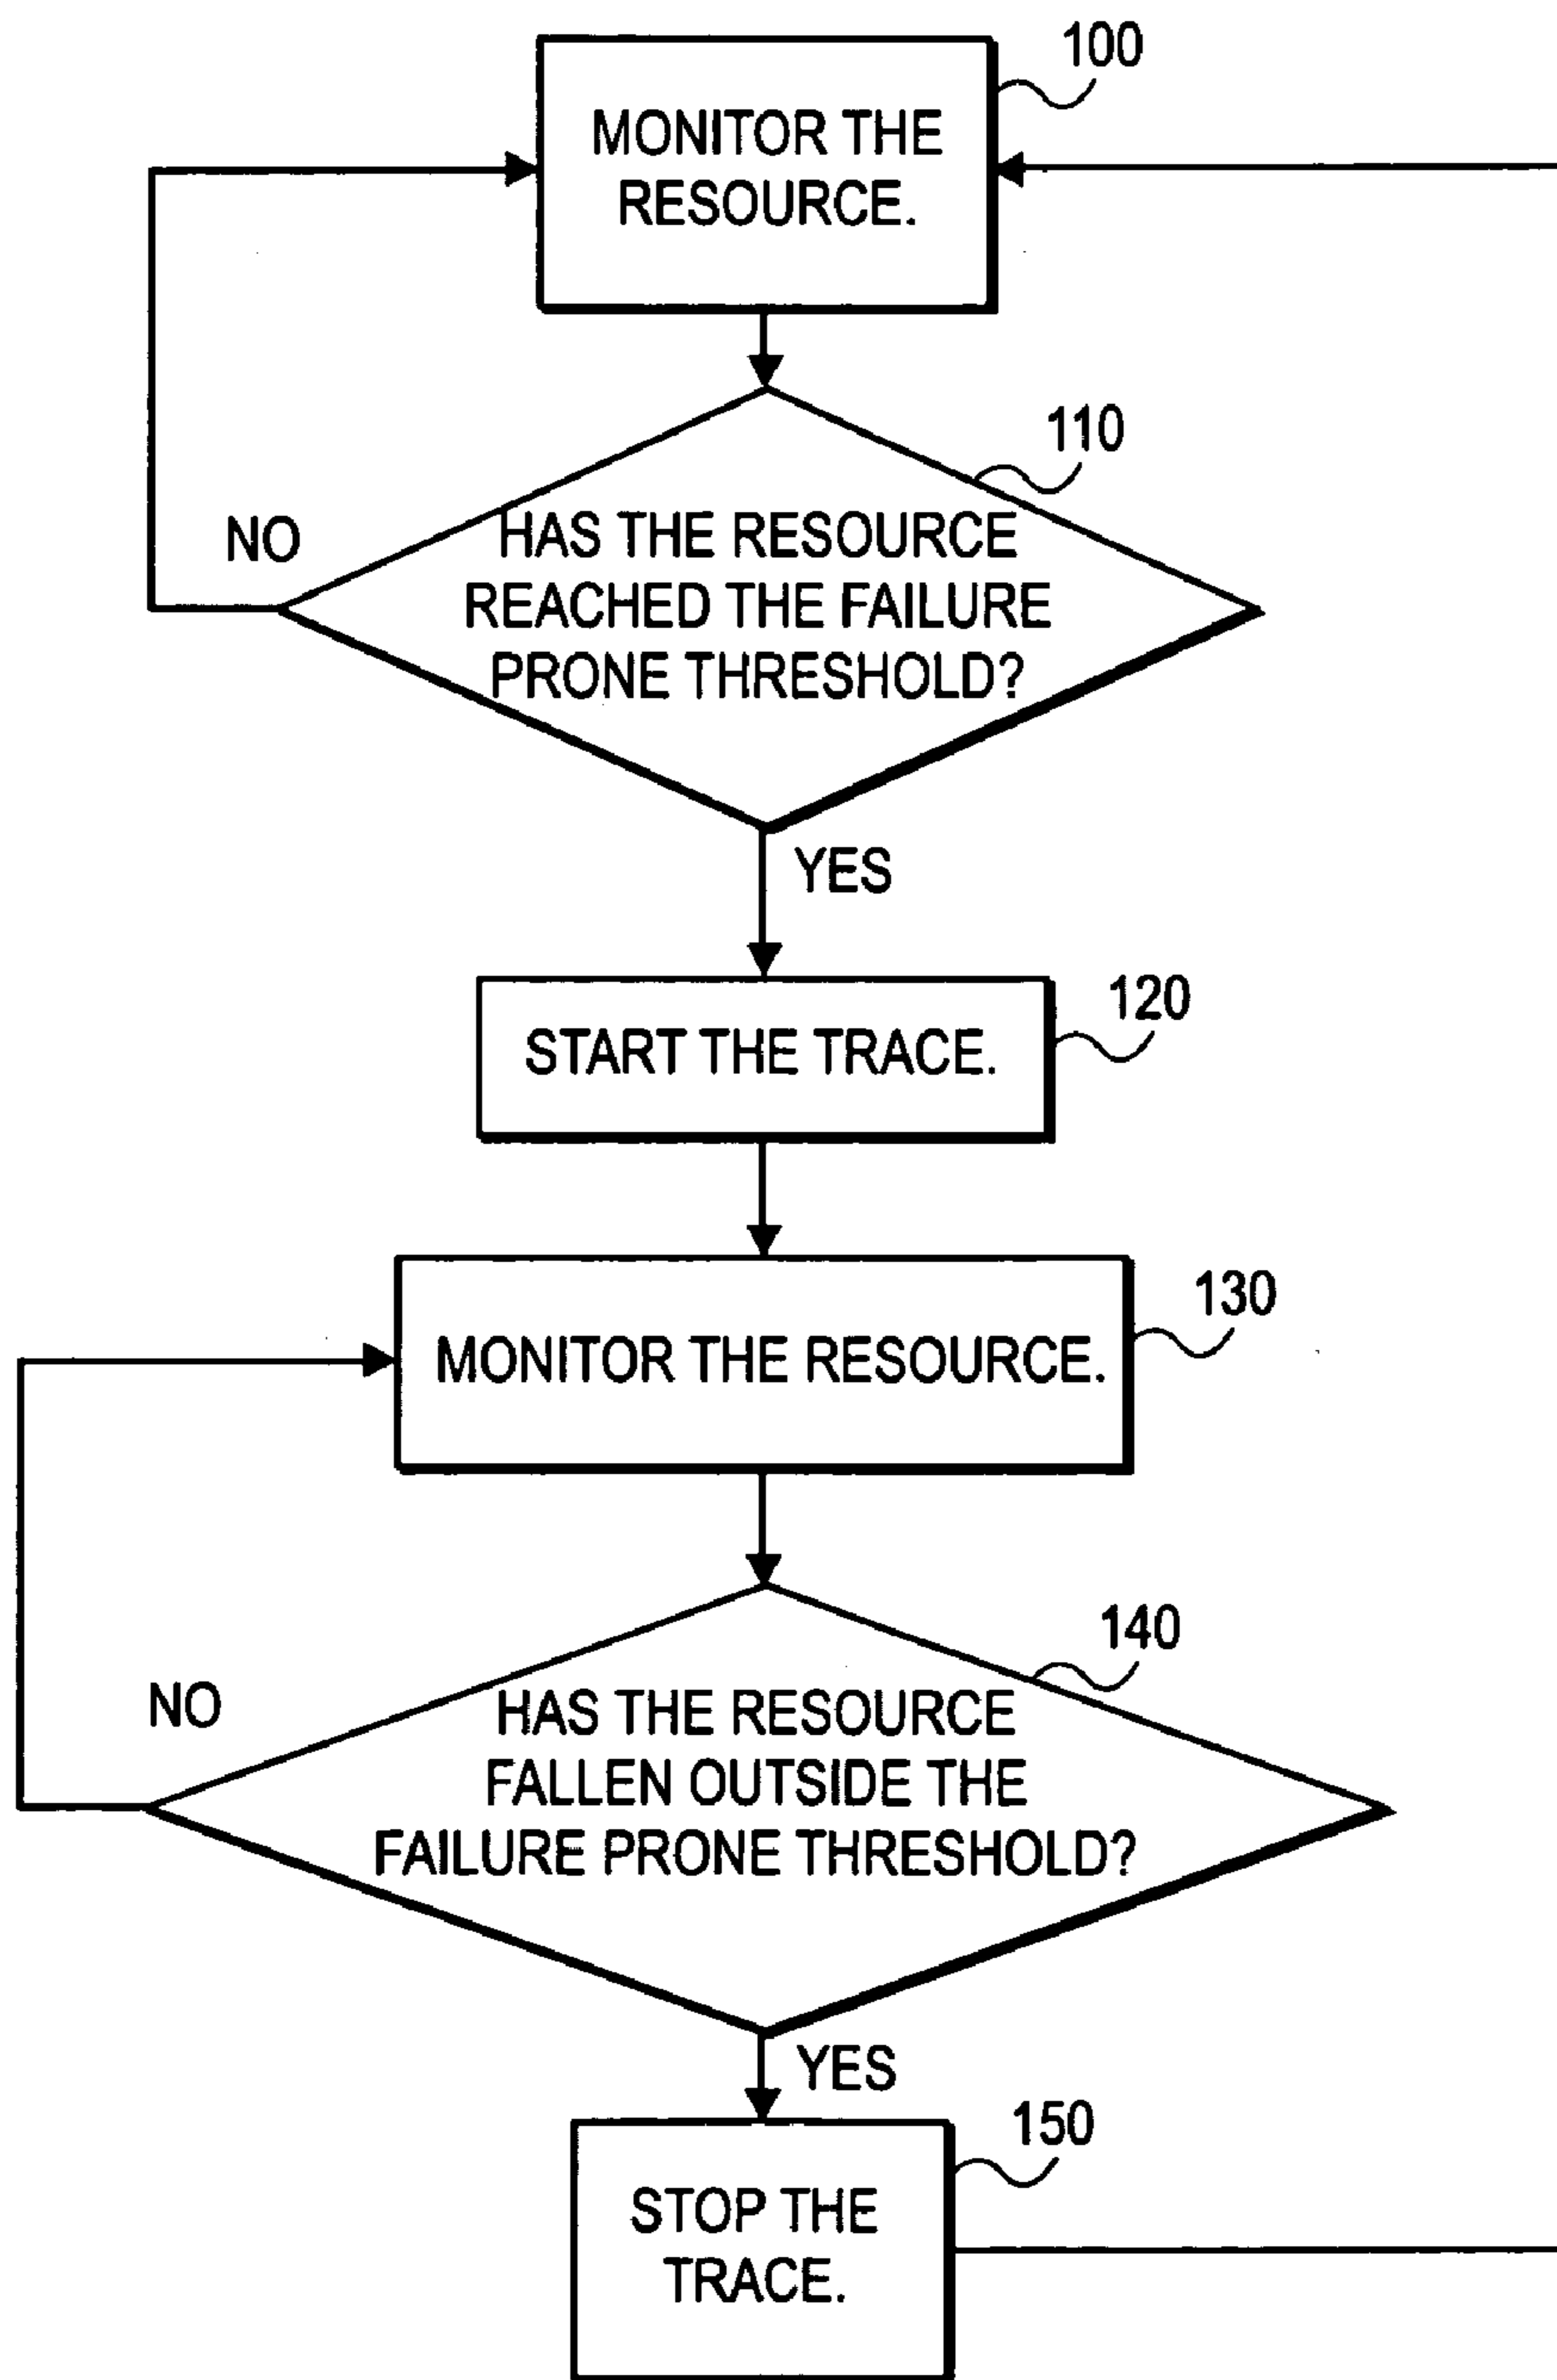 100
MONITOR THE
RESOURCE.
110
NO
HAS THE RESOURCE
REACHED THE FAILURE
PRONE THRESHOLD?
YES
120
START THE TRACE.
130
MONITOR THE RESOURCE.
140
NO
HAS THE RESOURCE
FALLEN OUTSIDE THE
FAILURE PRONE THRESHOLD?
YES
150
STOP THE
TRACE.